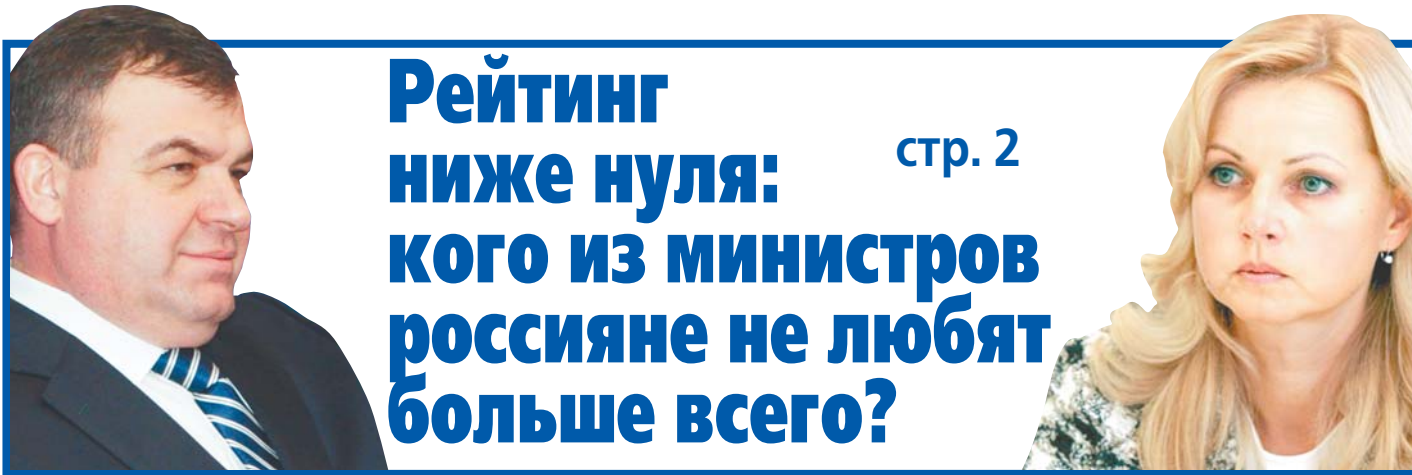 Рейтинг
ниже нуля:
стр. 2
кого из министров
россияне не любят
больше всего?